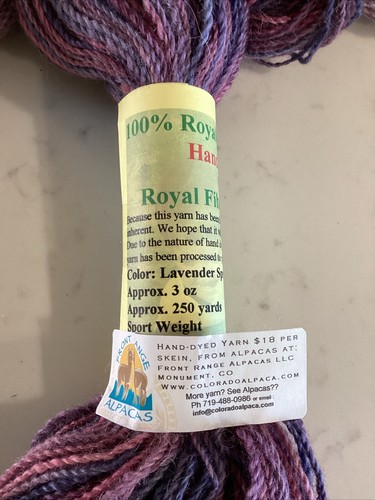 100% Roya
Han
Royal Fi
Because this yarn has been
inherent. We hope that it w
Due to the nature of hand
yarn has been processed
Color: Lavender Sp
Approx. 3 oz
Approx. 250 yards
Sport Weight
FRONT RANGE
ALPACAS
HAND-DYED YARN $18 PER
SKEIN, FROM ALPACAS AT:
FRONT RANGE ALPACAS LLC
MONUMENT, CO
WWW.COLORADOALPACA.COM
More yarn? See Alpacas??
Ph 719-488-0986 or email
info@coloradoalpaca.com